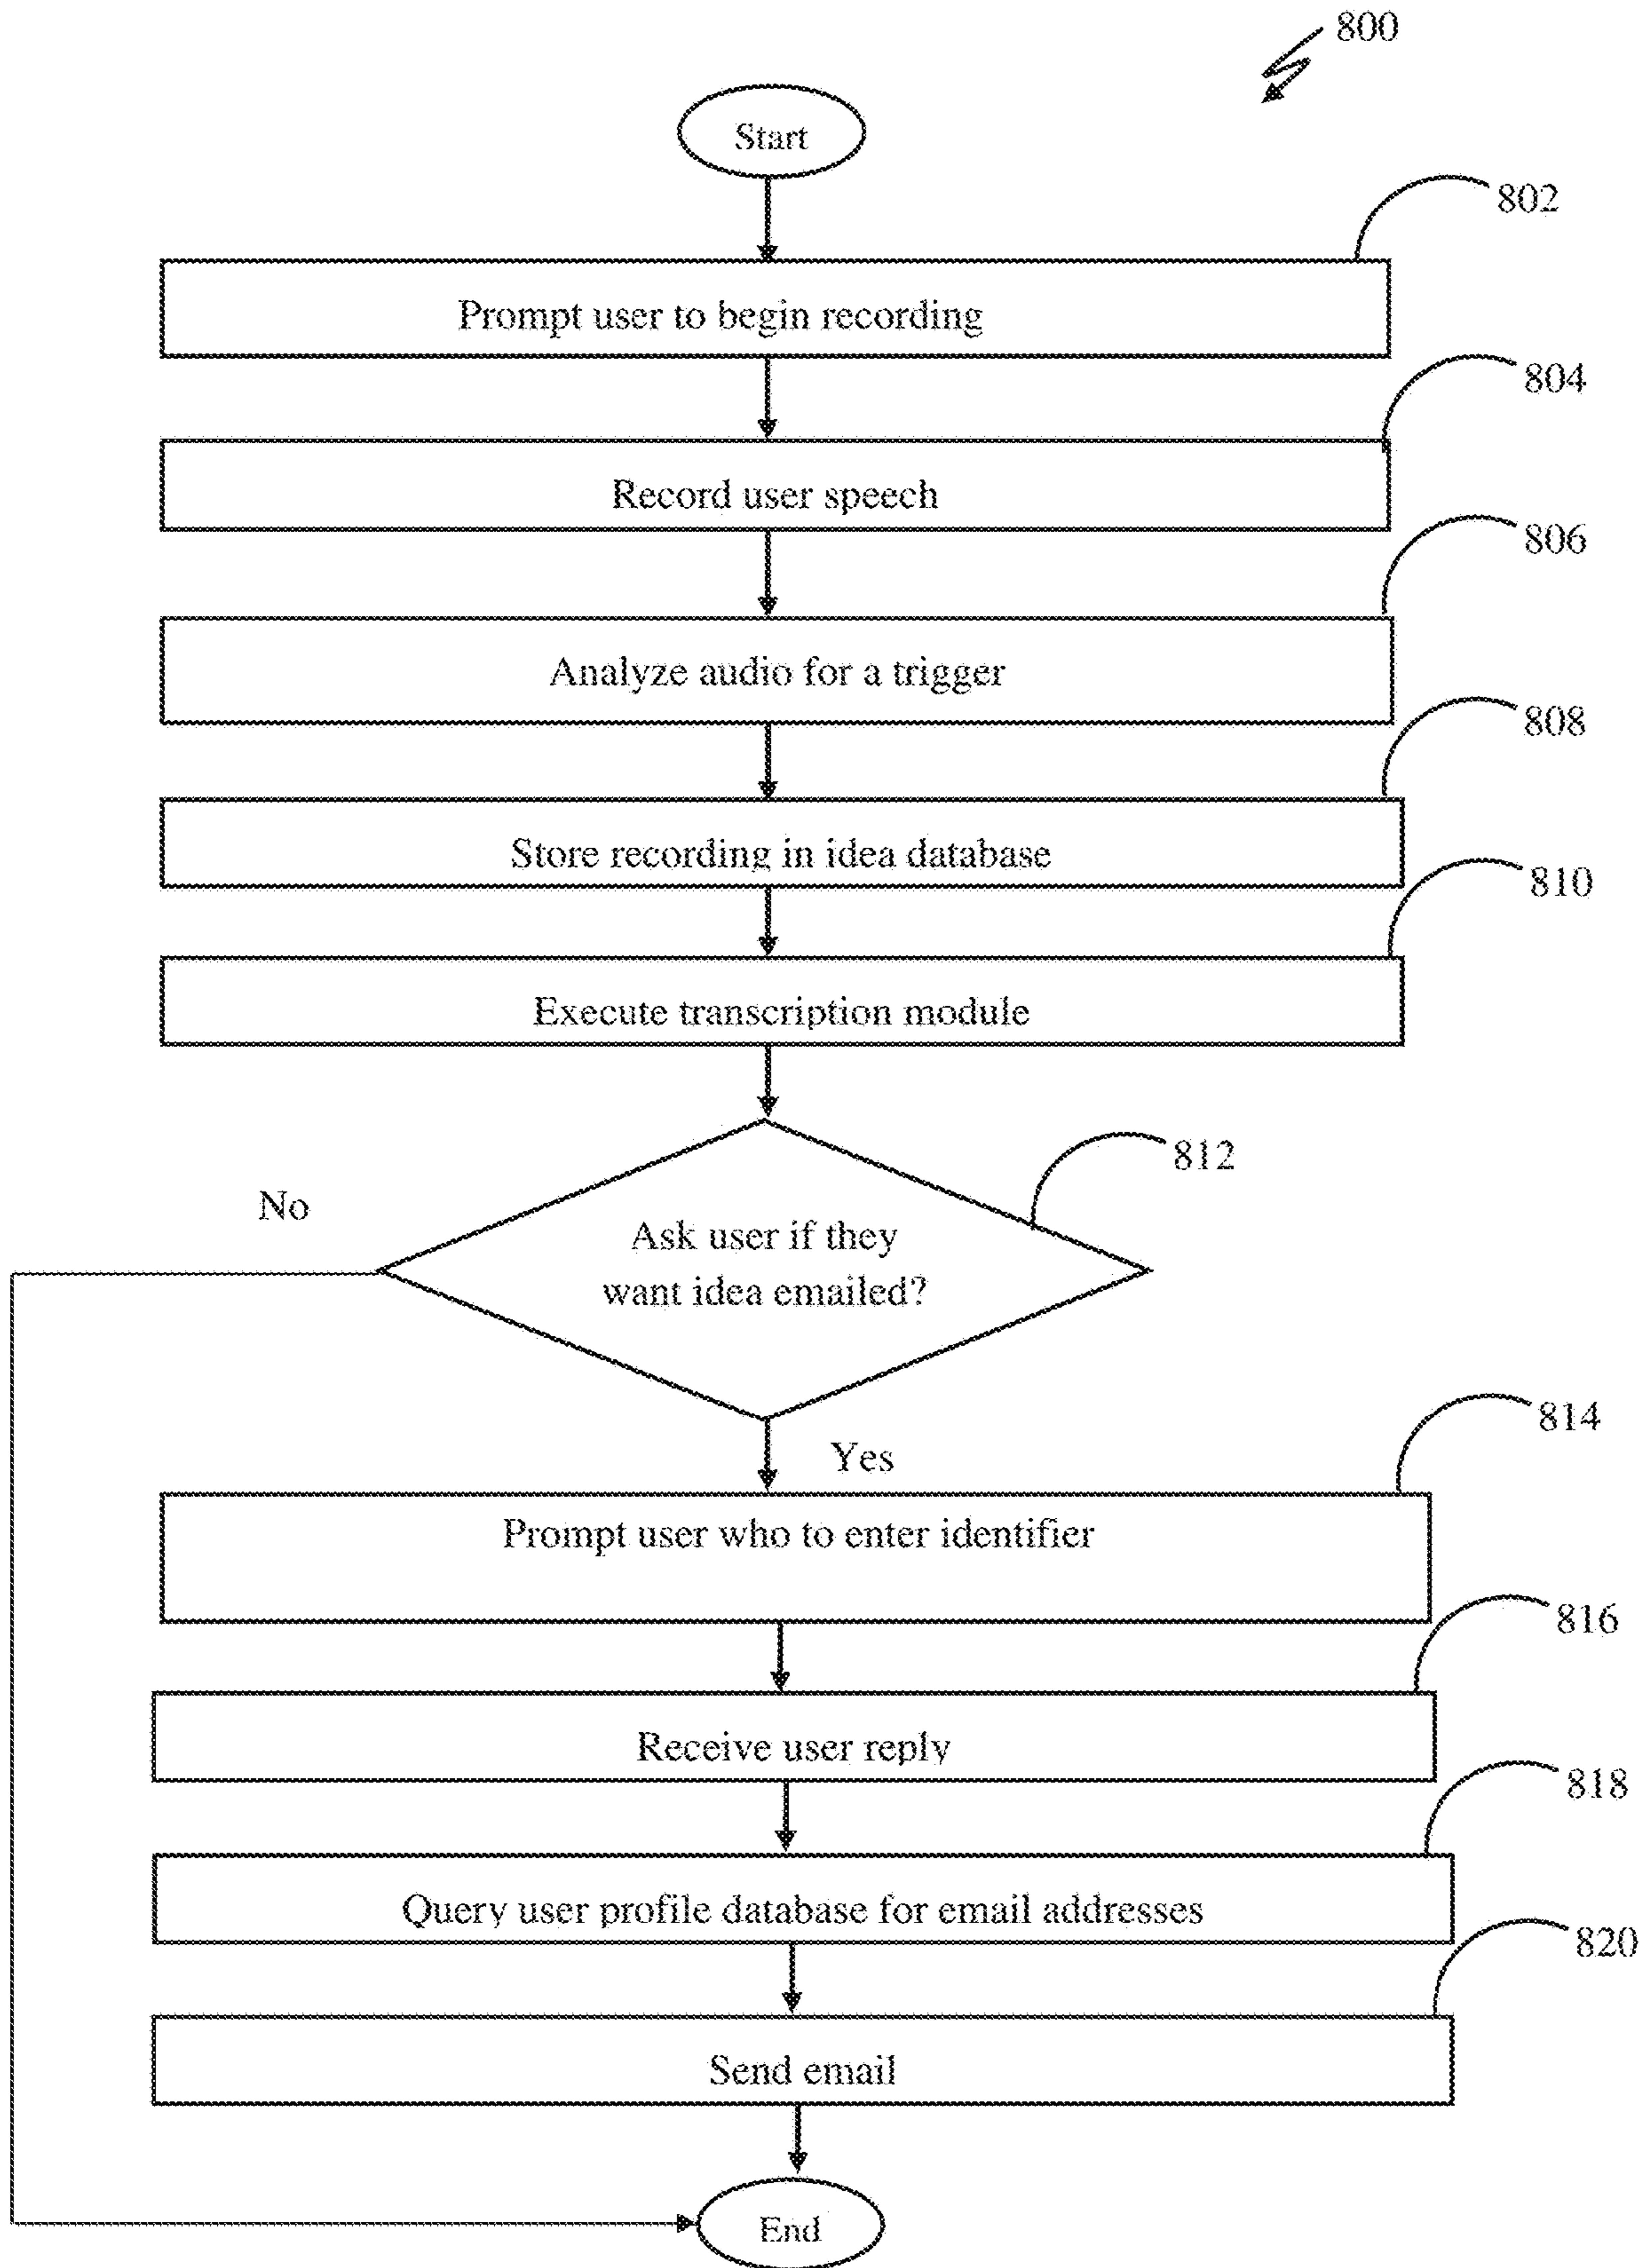 800
Start
802
Prompt user to begin recording
804
Record user speech
806
Analyze audio for a trigger
808
Store recording in idea database
810
Execute transcription module
812
No
Ask user if they
want idea emailed?
814
Yes
Prompt user who to enter identifier
816
Receive user reply
818
Query user profile database for email addresses
820
Send email
End